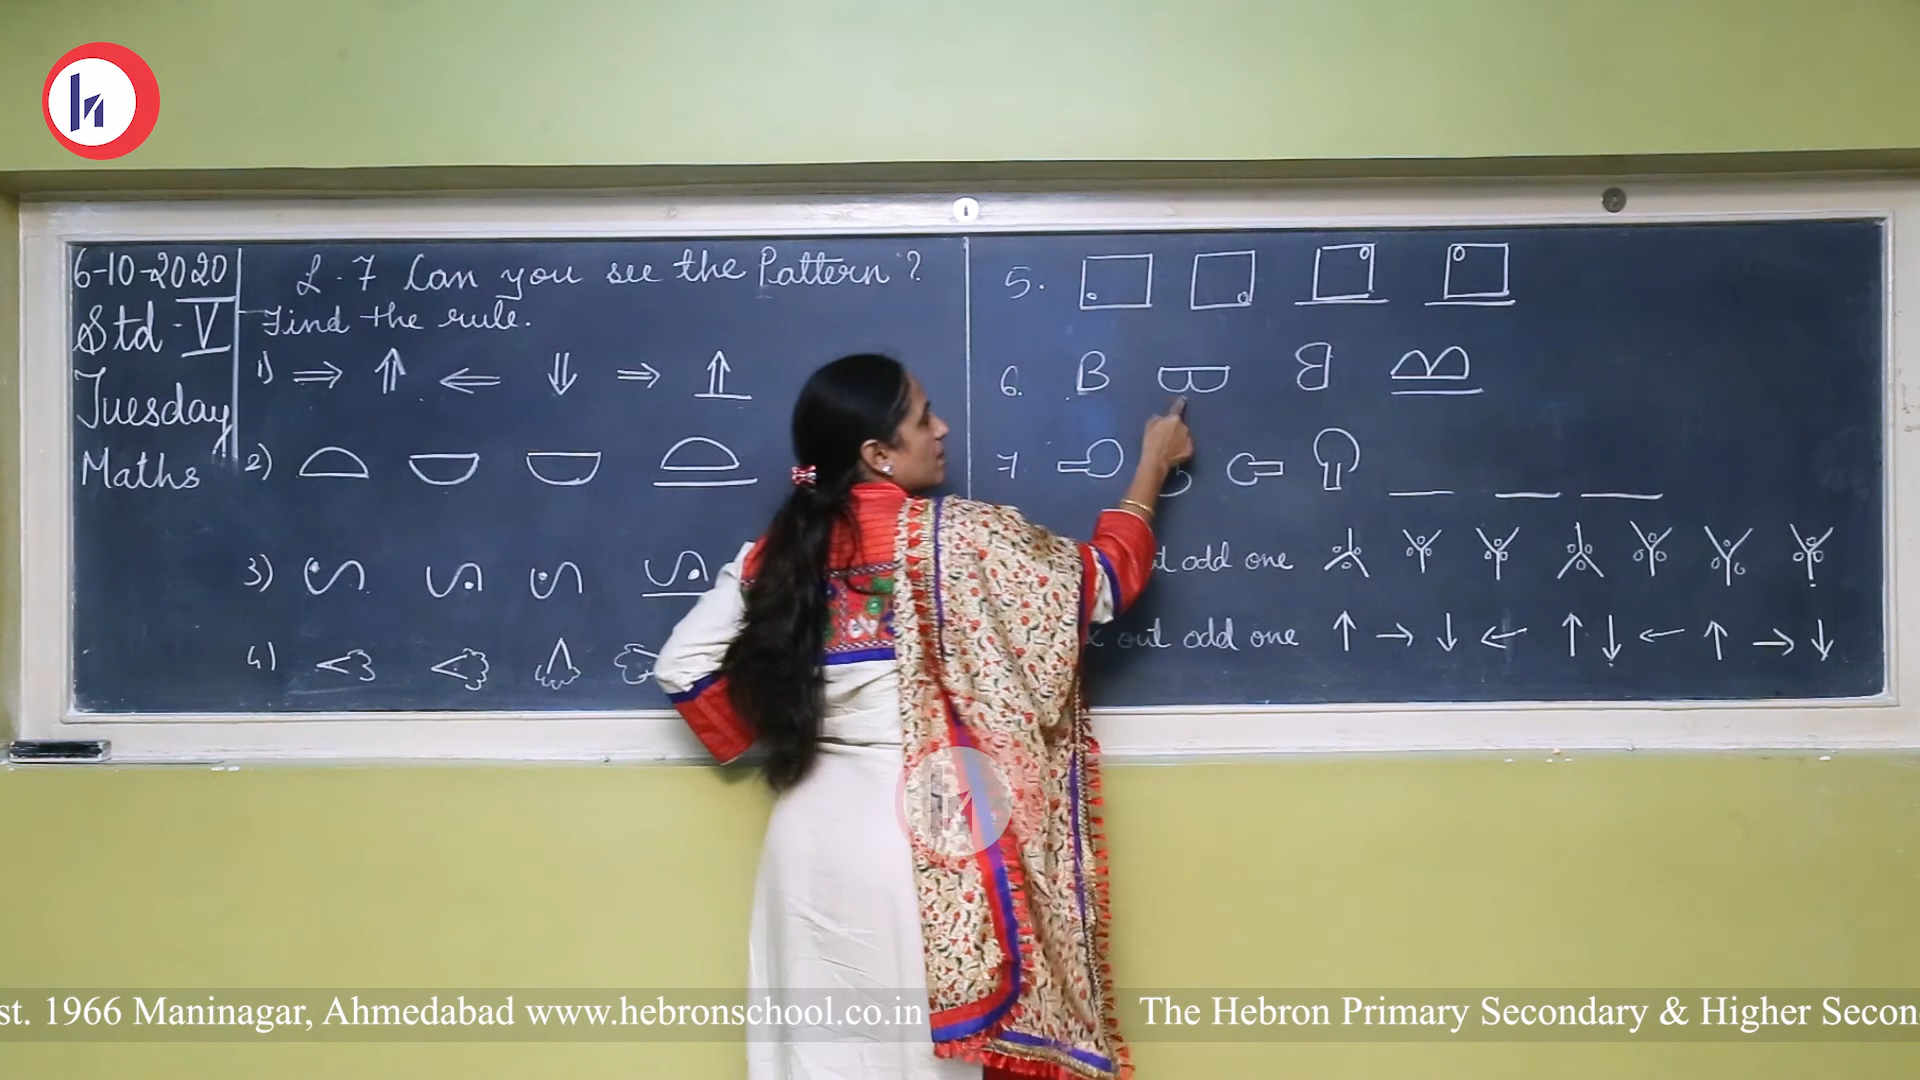 6-10-2020
Std-V
Tuesday
Maths
L-7 Can you see the Pattern?
Find the rule.
1) ⇒ ⇑ ⇐ ⇓ ⇒ ⇑
2)
3)
4)
5.
6. B B B B
7.
out odd one
out odd one ↑ → ↓ ← ↑ ↓ ← ↑ → ↓
st. 1966 Maninagar, Ahmedabad www.hebronschool.co.in The Hebron Primary Secondary & Higher Secon